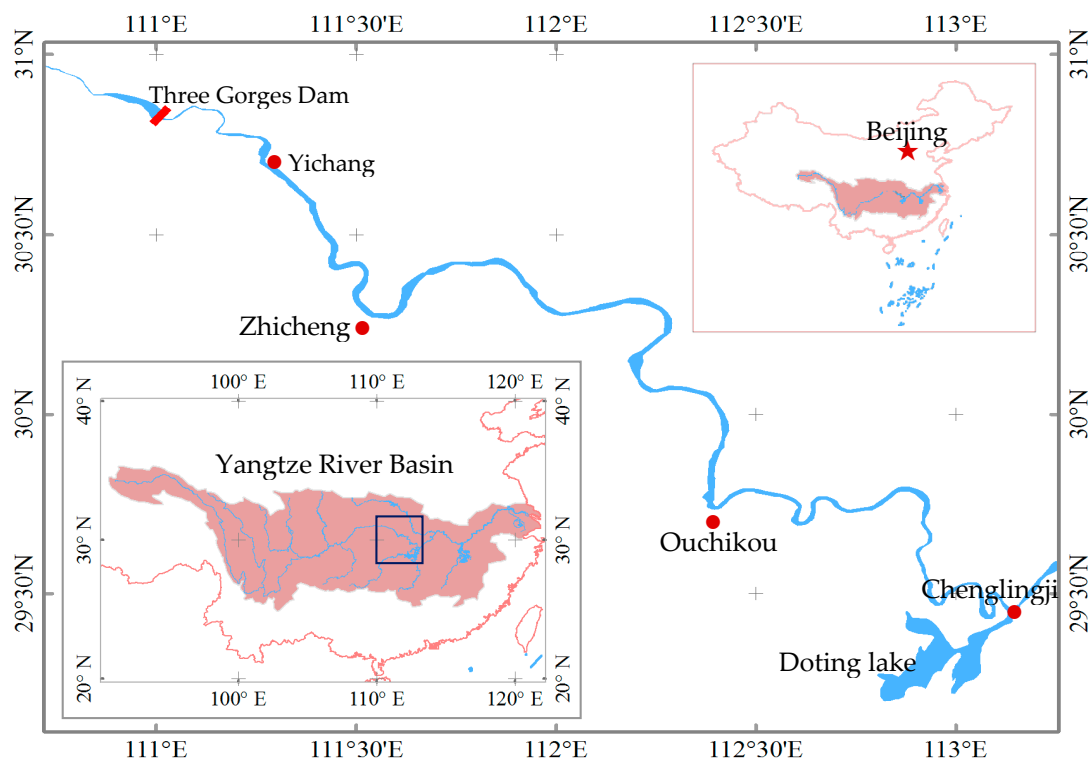 111°E 111°30'E 112°E 112°30'E 113°E
31°N 31°N
Three Gorges Dam
Beijing
Yichang
30°30'N 30°30'N
Zhicheng
100° E 110° E 120° E
40° N 40° N
30°N 30°N
Yangtze River Basin
30° N 30° N
Ouchikou
Chenglingji
29°30'N 29°30'N
Doting lake
20° N 20° N
100° E 110° E 120° E
111°E 111°30'E 112°E 112°30'E 113°E